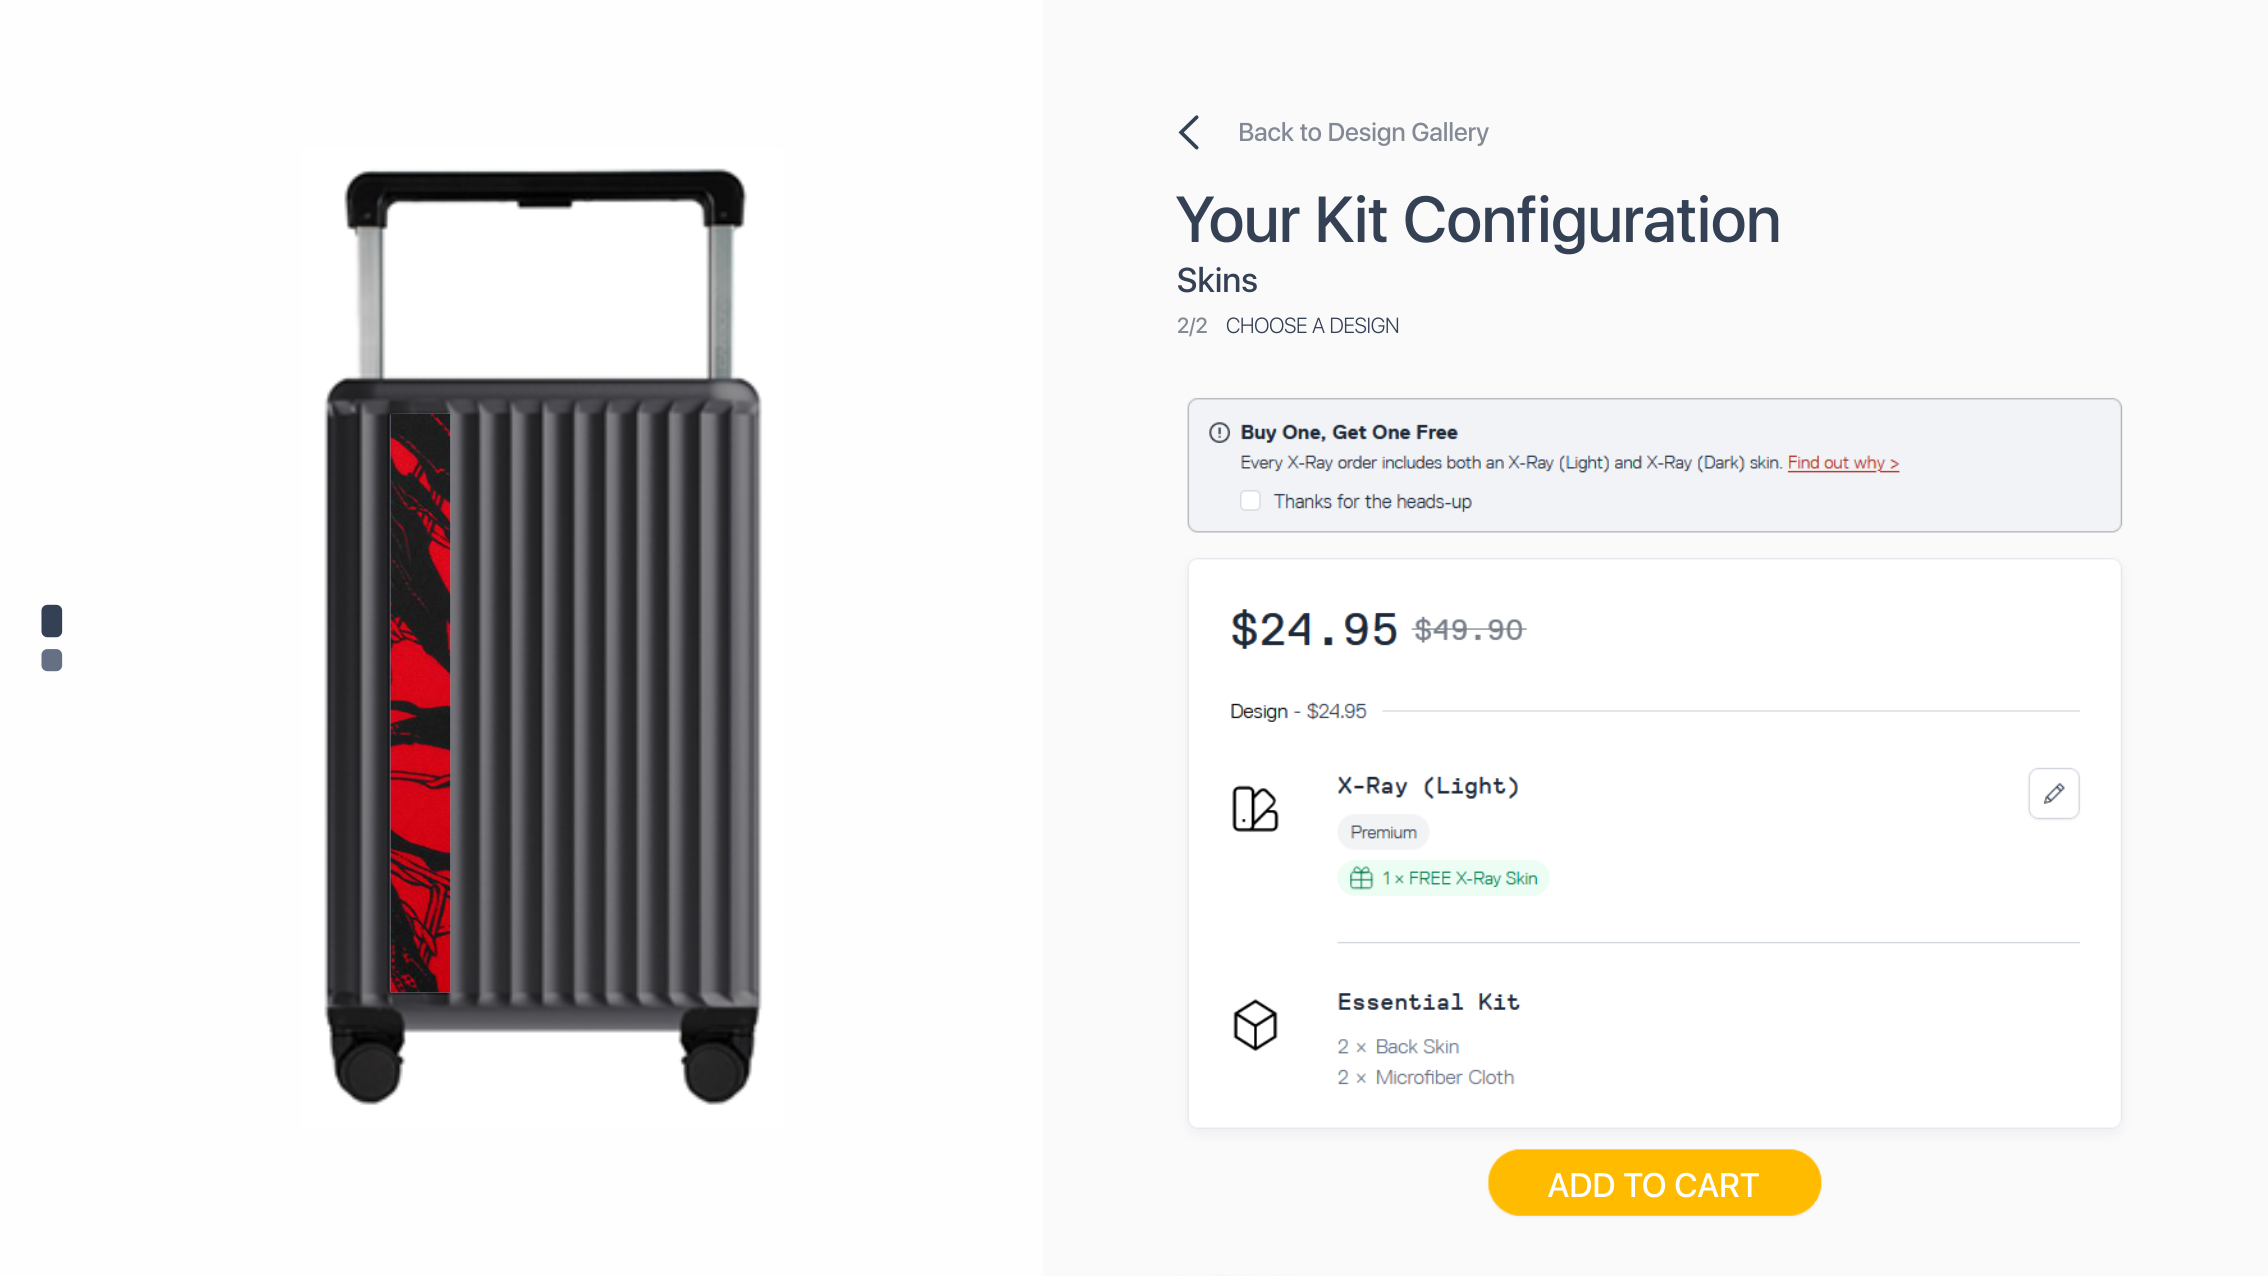 Back to Design Gallery
Your Kit Configuration
Skins
2/2 CHOOSE A DESIGN
Buy One, Get One Free
Every X-Ray order includes both an X-Ray (Light) and X-Ray (Dark) skin. Find out why >
Thanks for the heads-up
$24.95 $49.90
Design - $24.95
X-Ray (Light)
Premium
1 × FREE X-Ray Skin
Essential Kit
2 × Back Skin
2 × Microfiber Cloth
ADD TO CART